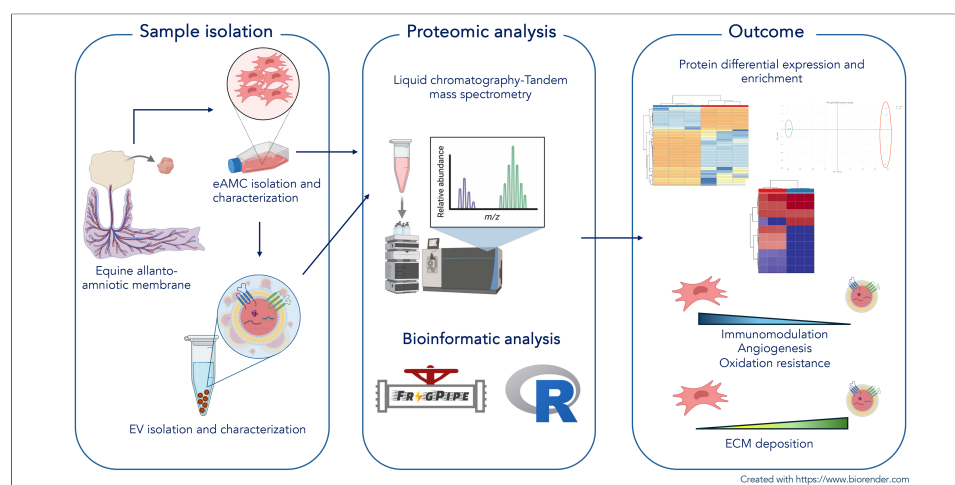 Sample isolation
eAMC isolation and
characterization
Equine allanto-
amniotic membrane
EV isolation and characterization
Proteomic analysis
Liquid chromatography-Tandem
mass spectrometry
Relative abundance
m/z
Bioinformatic analysis
FRAGPIPE
R
Outcome
Protein differential expression and
enrichment
Immunomodulation
Angiogenesis
Oxidation resistance
ECM deposition
Created with https://www.biorender.com